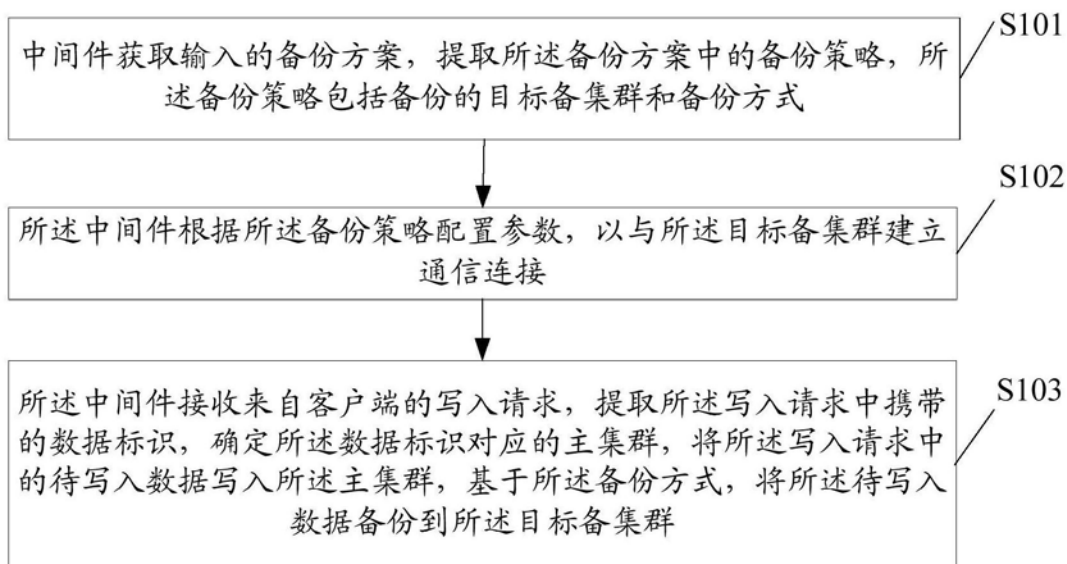 S101
中间件获取输入的备份方案，提取所述备份方案中的备份策略，所
述备份策略包括备份的目标备集群和备份方式
S102
所述中间件根据所述备份策略配置参数，以与所述目标备集群建立
通信连接
S103
所述中间件接收来自客户端的写入请求，提取所述写入请求中携带
的数据标识，确定所述数据标识对应的主集群，将所述写入请求中
的待写入数据写入所述主集群，基于所述备份方式，将所述待写入
数据备份到所述目标备集群